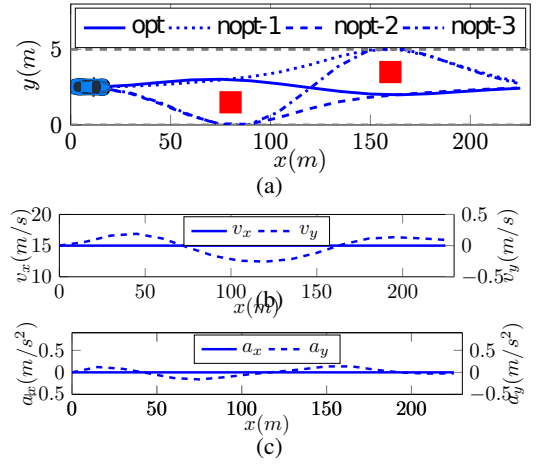 opt nopt-1 nopt-2 nopt-3
5
y(m)
0
0 50 100 150 200
x(m)
(a)
20 0.5
v_x(m/s) 15 v_x v_y 0 v_y(m/s)
10 −0.5
0 50 100 150 200
x(m)
(b)
a_x(m/s²) 0.5 a_x a_y 0.5 a_y(m/s²)
0 0
0.5 −0.5
0 50 100 150 200
x(m)
(c)